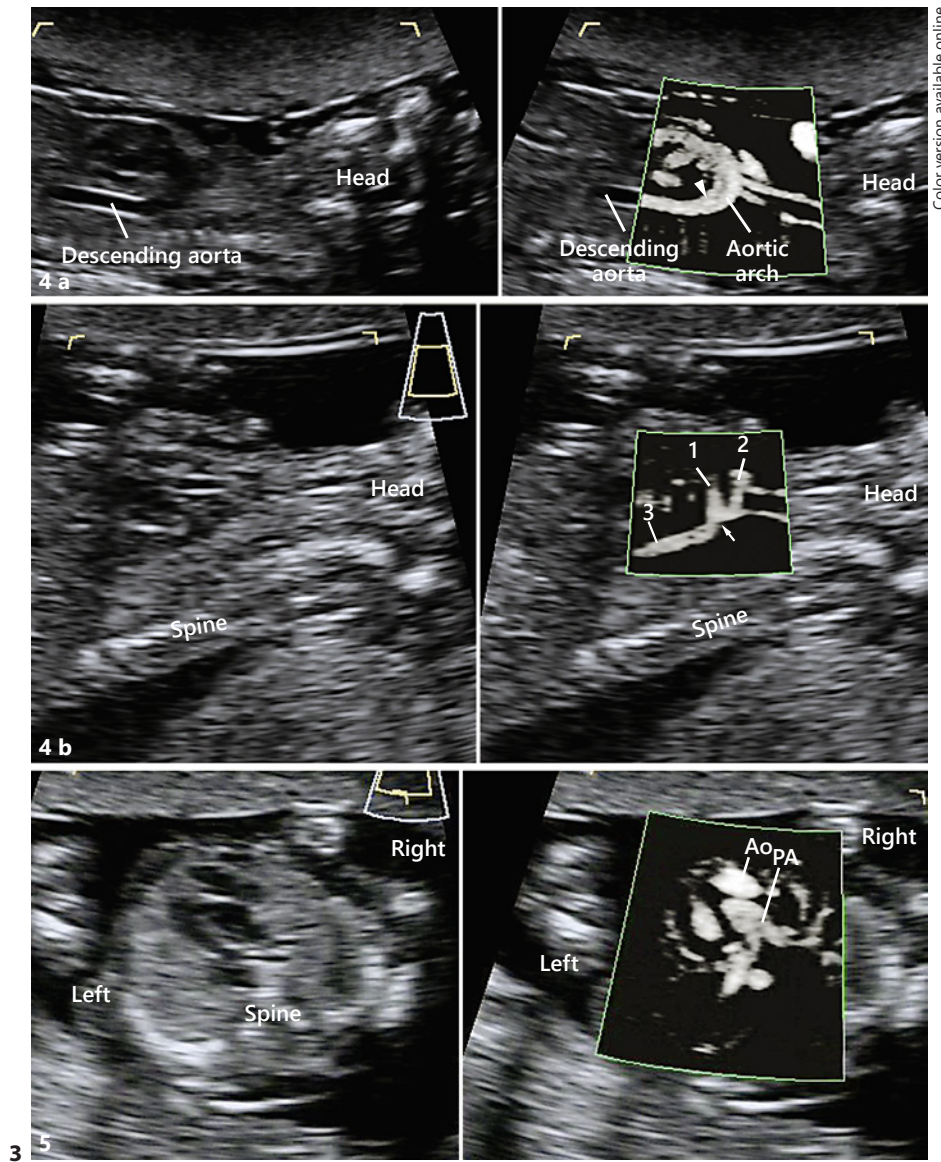 Color version available online
Head
Descending aorta
4 a
Head
Descending
aorta
Aortic
arch
Head
Spine
4 b
1
2
3
Head
Spine
Right
Left
Spine
5
Ao
PA
Right
Left
3